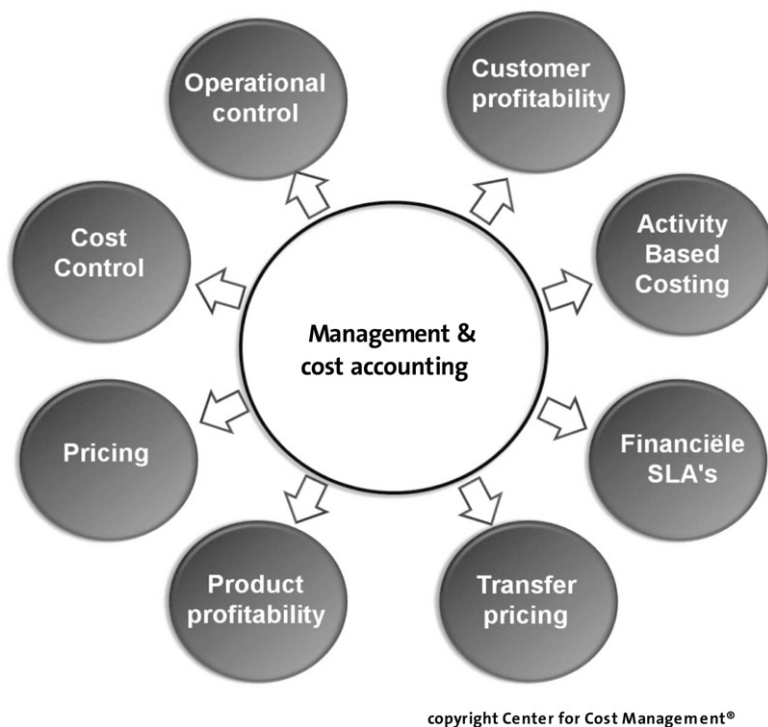 Operational
control
Customer
profitability
Cost
Control
Activity
Based
Costing
Management &
cost accounting
Pricing
Financiële
SLA's
Product
profitability
Transfer
pricing
copyright Center for Cost Management®